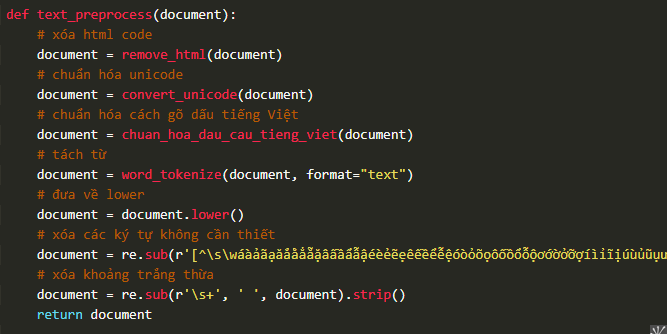 def text_preprocess(document):
    # xóa html code
    document = remove_html(document)
    # chuẩn hóa unicode
    document = convert_unicode(document)
    # chuẩn hóa cách gõ dấu tiếng Việt
    document = chuan_hoa_dau_cau_tieng_viet(document)
    # tách từ
    document = word_tokenize(document, format="text")
    # đưa về lower
    document = document.lower()
    # xóa các ký tự không cần thiết
    document = re.sub(r'[^\s\wáàảãạăắằẳẵặâấầẩẫậéèẻẽẹêếềểễệóòỏõọôốồổỗộơớờởỡợíìỉĩịúùủũụư
    # xóa khoảng trắng thừa
    document = re.sub(r'\s+', ' ', document).strip()
    return document